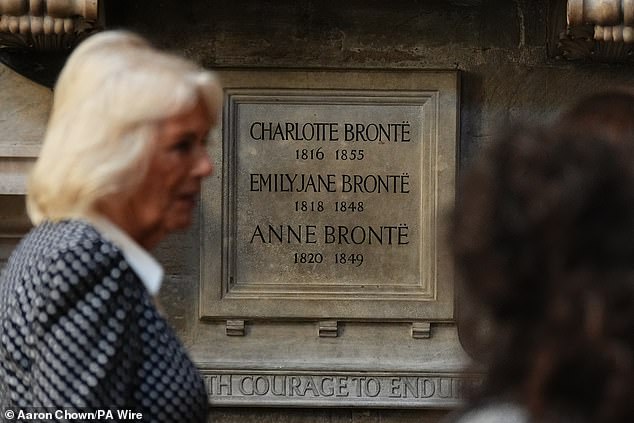 CHARLOTTE BRONTË
1816 1855
EMILY JANE BRONTË
1818 1848
ANNE BRONTË
1820 1849
COURAGE TO
© Aaron Chown/PA Wire